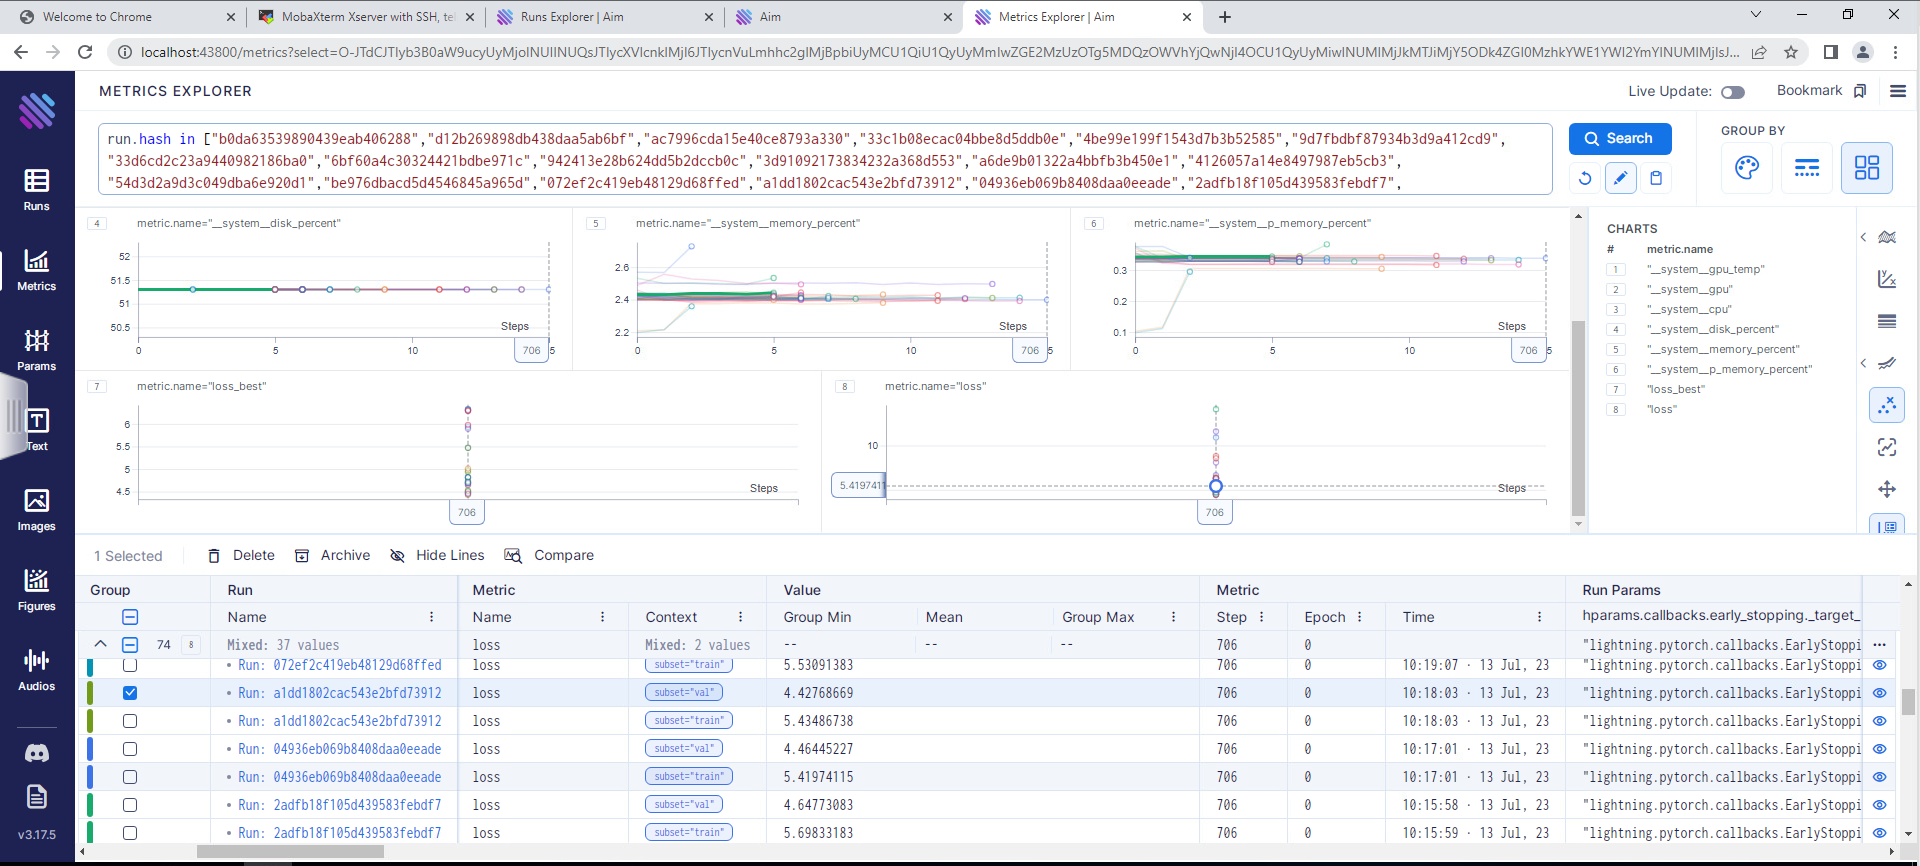 Welcome to Chrome
MobaXterm Xserver with SSH, tel
Runs Explorer | Aim
Aim
Metrics Explorer | Aim
METRICS EXPLORER
Live Update:
Bookmark
run.hash in ["b0da63539890439eab406288","d12b269898db438daa5ab6bf","ac7996cda15e40ce8793a330","33c1b08ecac04bbe8d5ddb0e","4be99e199f1543d7b3b52585","9d7fbdbf87934b3d9a412cd9",
"33d6cd2c23a9440982186ba0","6bf60a4c30324421bdbe971c","942413e28b624dd5b2dccb0c","3d91092173834232a368d553","a6de9b01322a4bbfb3b450e1","4126057a14e8497987eb5cb3",
"54d3d2a9d3c049dba6e920d1","be976dbacd5d4546845a965d","072ef2c419eb48129d68ffed","a1dd1802cac543e2bfd73912","04936eb069b8408daa0eeade","2adfb18f105d439583febdf7",
Search
GROUP BY
Runs
Metrics
Params
Text
Images
Figures
Audios
v3.17.5
4 metric.name="__system__disk_percent"
52
51.5
51
50.5
Steps
0 5 10 706 5
5 metric.name="__system__memory_percent"
2.6
2.4
2.2
Steps
0 5 10 706 5
6 metric.name="__system__p_memory_percent"
0.3
0.2
0.1
Steps
0 5 10 706 5
7 metric.name="loss_best"
6
5.5
5
4.5
Steps
706
8 metric.name="loss"
10
5.4197411
Steps
706
CHARTS
# metric.name
1 "__system__gpu_temp"
2 "__system__gpu"
3 "__system__cpu"
4 "__system__disk_percent"
5 "__system__memory_percent"
6 "__system__p_memory_percent"
7 "loss_best"
8 "loss"
1 Selected Delete Archive Hide Lines Compare
Group Run Metric Value Metric Run Params
Name Name Context Group Min Mean Group Max Step Epoch Time hparams.callbacks.early_stopping._target_
74 8 Mixed: 37 values loss Mixed: 2 values -- -- -- 706 0 "lightning.pytorch.callbacks.EarlyStoppi
Run: 072ef2c419eb48129d68ffed loss subset="train" 5.53091383 706 0 10:19:07 · 13 Jul, 23 "lightning.pytorch.callbacks.EarlyStoppi
Run: a1dd1802cac543e2bfd73912 loss subset="val" 4.42768669 706 0 10:18:03 · 13 Jul, 23 "lightning.pytorch.callbacks.EarlyStoppi
Run: a1dd1802cac543e2bfd73912 loss subset="train" 5.43486738 706 0 10:18:03 · 13 Jul, 23 "lightning.pytorch.callbacks.EarlyStoppi
Run: 04936eb069b8408daa0eeade loss subset="val" 4.46445227 706 0 10:17:01 · 13 Jul, 23 "lightning.pytorch.callbacks.EarlyStoppi
Run: 04936eb069b8408daa0eeade loss subset="train" 5.41974115 706 0 10:17:01 · 13 Jul, 23 "lightning.pytorch.callbacks.EarlyStoppi
Run: 2adfb18f105d439583febdf7 loss subset="val" 4.64773083 706 0 10:15:58 · 13 Jul, 23 "lightning.pytorch.callbacks.EarlyStoppi
Run: 2adfb18f105d439583febdf7 loss subset="train" 5.69833183 706 0 10:15:59 · 13 Jul, 23 "lightning.pytorch.callbacks.EarlyStoppi